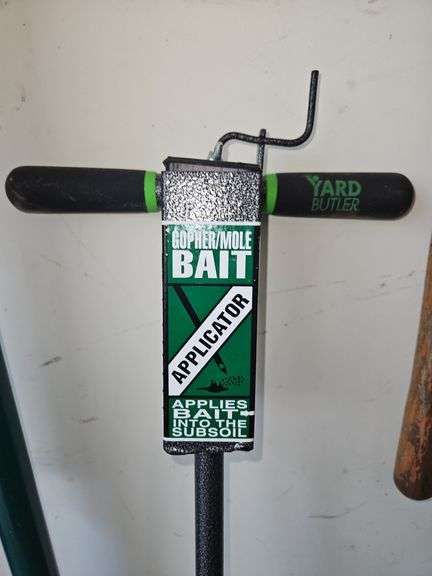 YARD
BUTLER
GOPHER/MOLE
BAIT
APPLICATOR
APPLIES
BAIT
INTO THE
SUBSOIL